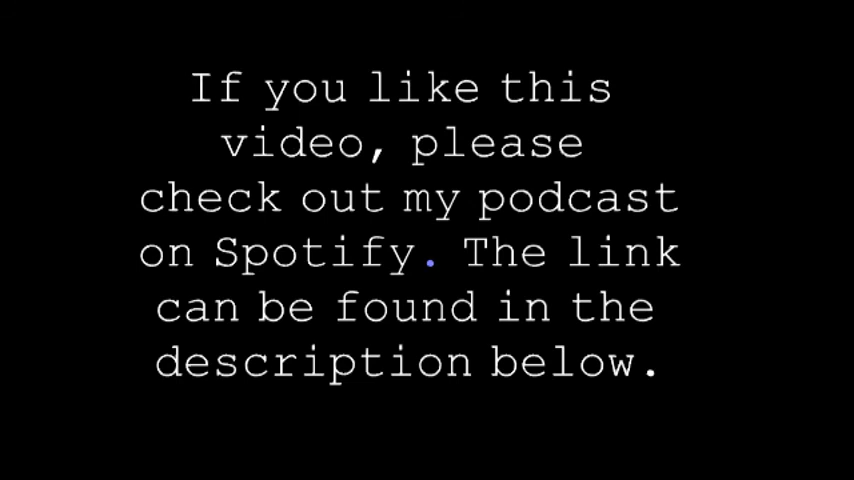 If you like this
video, please
check out my podcast
on Spotify. The link
can be found in the
description below.